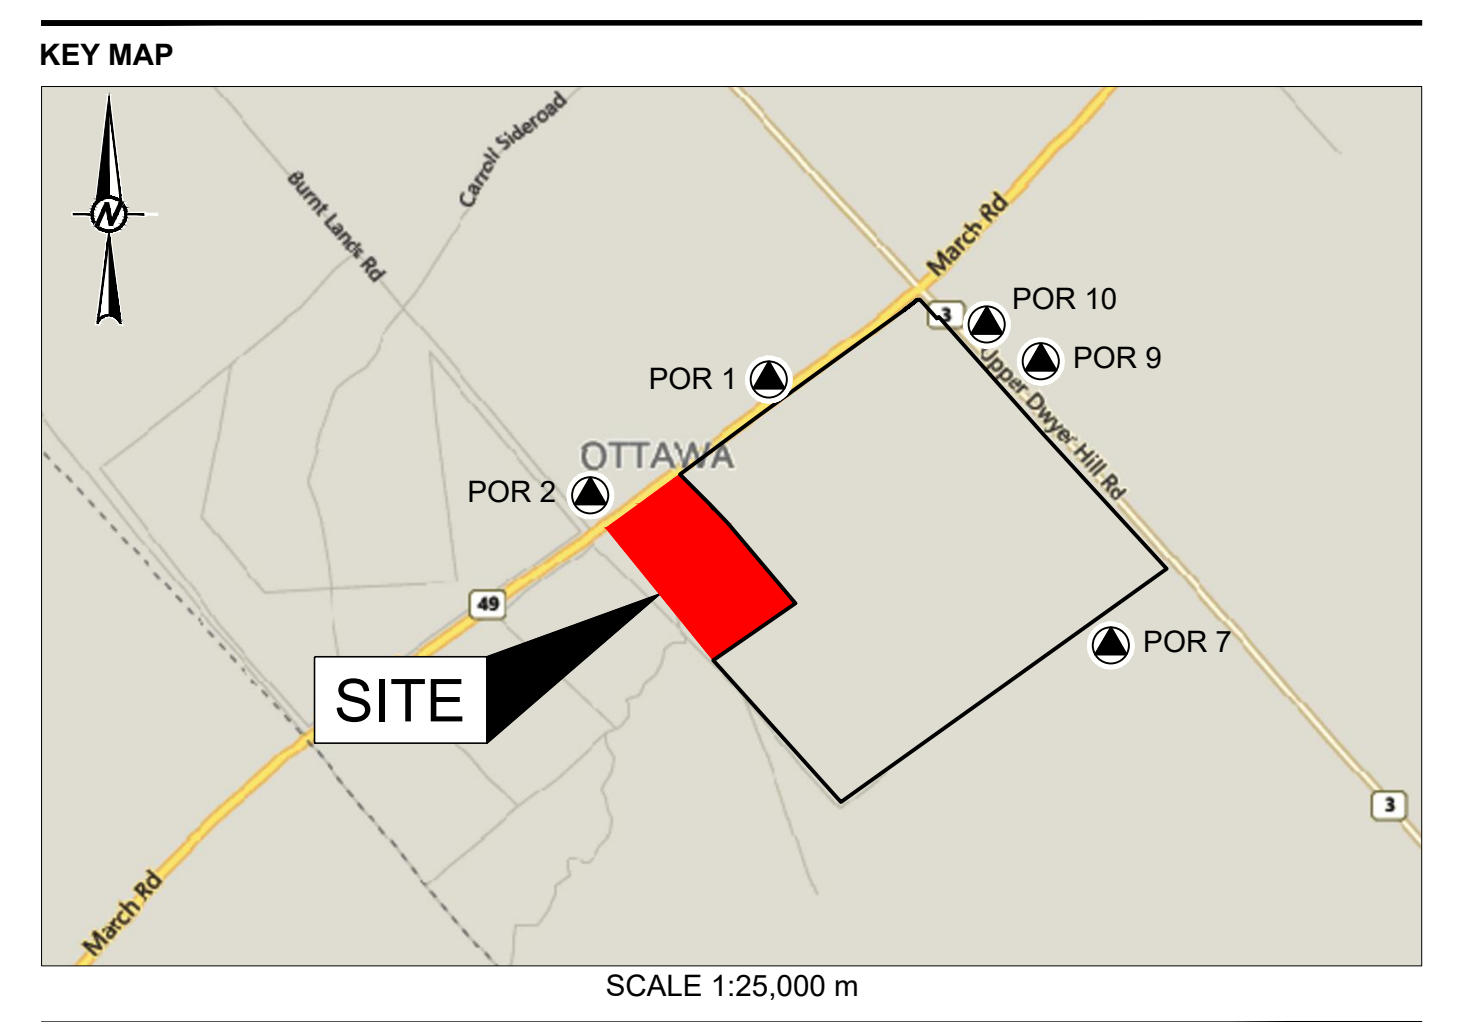 KEY MAP
N
Burnt Lands Rd
Carroll Sideroad
March Rd
3
POR 10
POR 9
POR 1
Upper Dwyer Hill Rd
OTTAWA
POR 2
49
POR 7
SITE
3
March Rd
SCALE 1:25,000 m